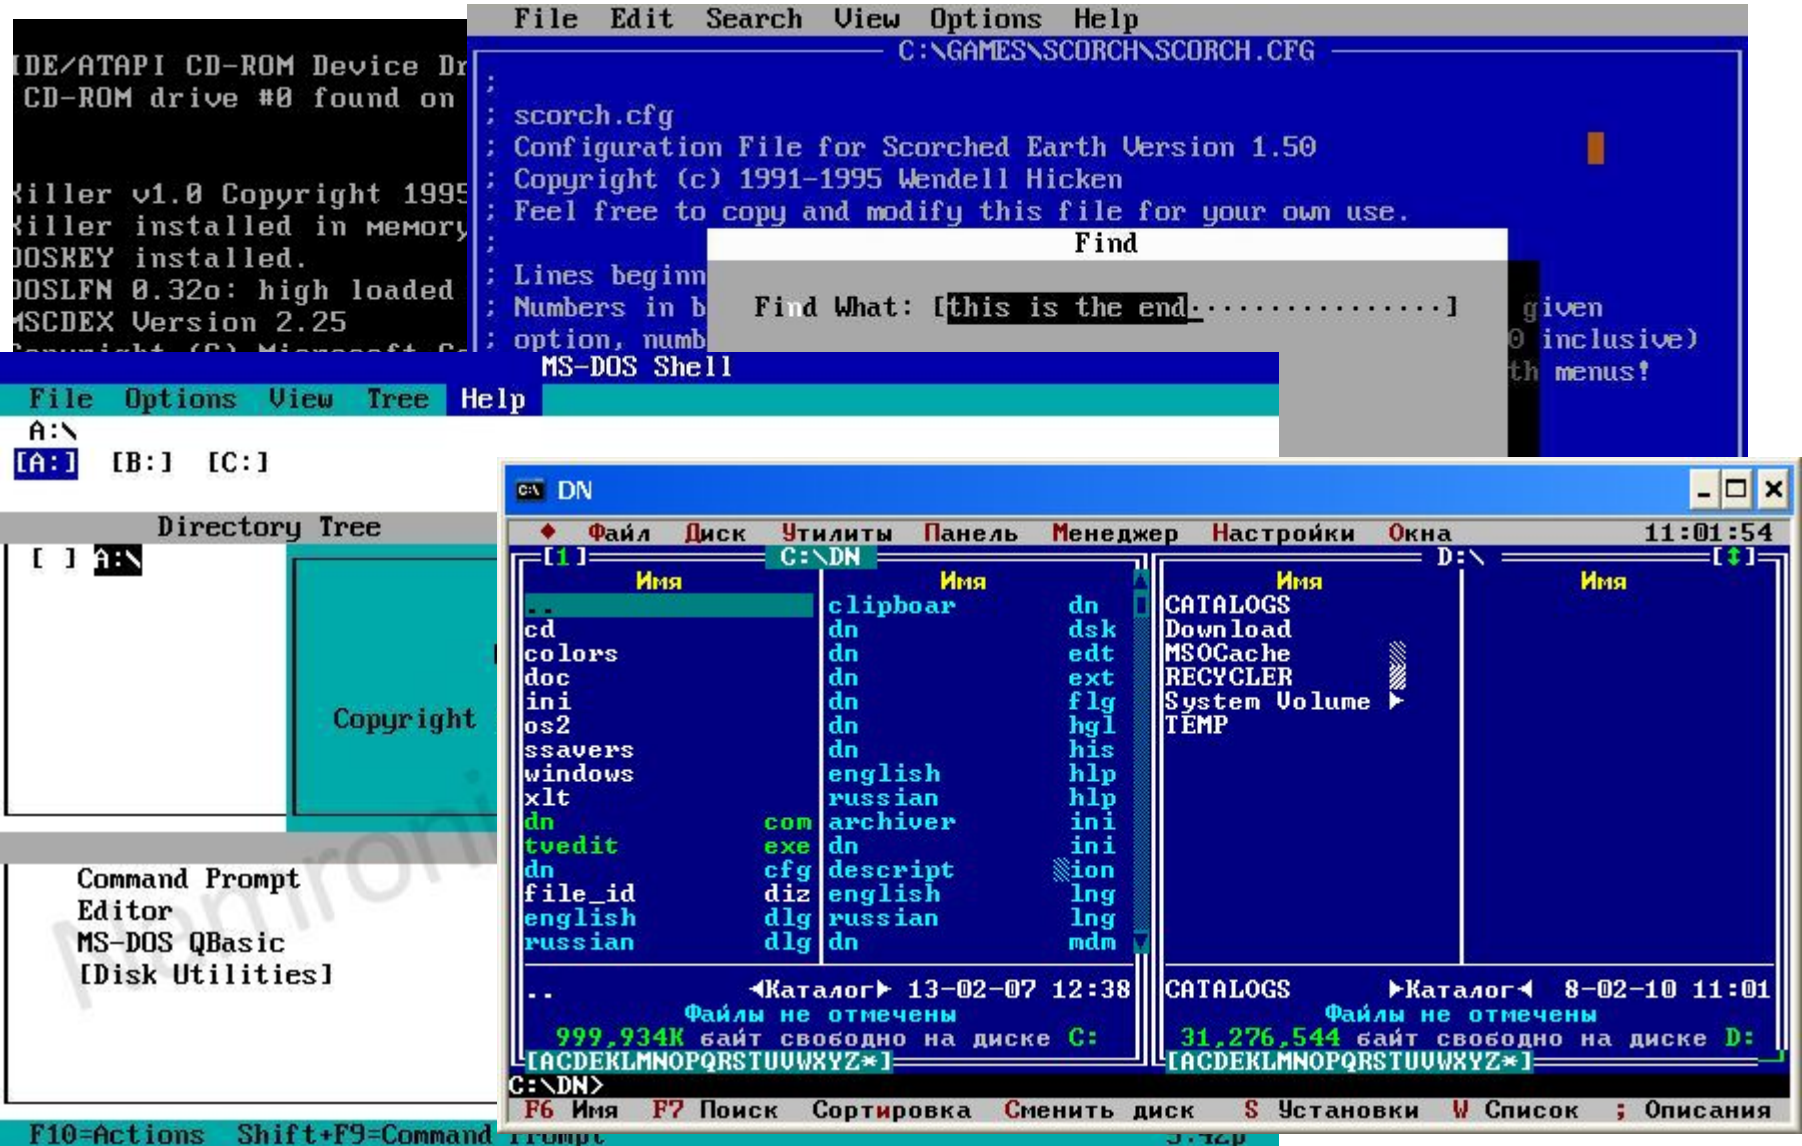 IDE/ATAPI CD-ROM Device
CD-ROM drive #0 found on
v1.0 Copyright 1995
installed in memory
DOSKEY installed.
DOSLFN 0.32o: high loaded
MSCDEX Version 2.25
File Edit Search View Options Help
C:\GAMES\SCORCH\SCORCH.CFG
;
; scorch.cfg
; Configuration File for Scorched Earth Version 1.50
; Copyright (c) 1991-1995 Wendell Hicken
; Feel free to copy and modify this file for your own use.
;
; Lines
; Numbers in given
; option, inclusive)
menus!
Find
Find What: [this is the end_················]
MS-DOS Shell
File Options View Tree Help
A:\
[A:] [B:] [C:]
Directory Tree
[ ] A:\
Copyright
Command Prompt
Editor
MS-DOS QBasic
[Disk Utilities]
F10=Actions Shift+F9=Command Prompt
C:\ DN
Файл Диск Утилиты Панель Менеджер Настройки Окна 11:01:54
[1] C:\DN D:\ [↕]
Имя Имя Имя Имя
.. clipboar dn CATALOGS
cd dn dsk Download
colors dn edt MSOCache
doc dn ext RECYCLER
ini dn flg System Volume ►
os2 dn hgl TEMP
ssavers dn his
windows english hlp
xlt russian hlp
dn com archiver ini
tvedit exe dn ini
dn cfg descript ion
file_id diz english lng
english dlg russian lng
russian dlg dn mdm
.. ◄Каталог► 13-02-07 12:38 CATALOGS ►Каталог◄ 8-02-10 11:01
Файлы не отмечены Файлы не отмечены
999,934K байт свободно на диске C: 31,276,544 байт свободно на диске D:
[ACDEKLMNOPQRSTUVWXYZ*] [ACDEKLMNOPQRSTUVWXYZ*]
C:\DN>
F6 Имя F7 Поиск Сортировка Сменить диск S Установки W Список ; Описания